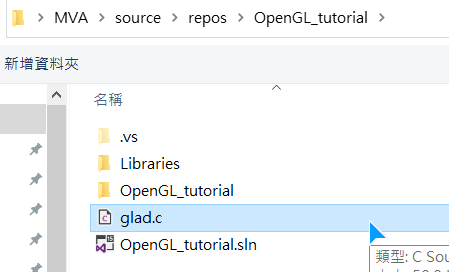 MVA > source > repos > OpenGL_tutorial >
新增資料夾
名稱
.vs
Libraries
OpenGL_tutorial
glad.c
OpenGL_tutorial.sln
類型: C Sou